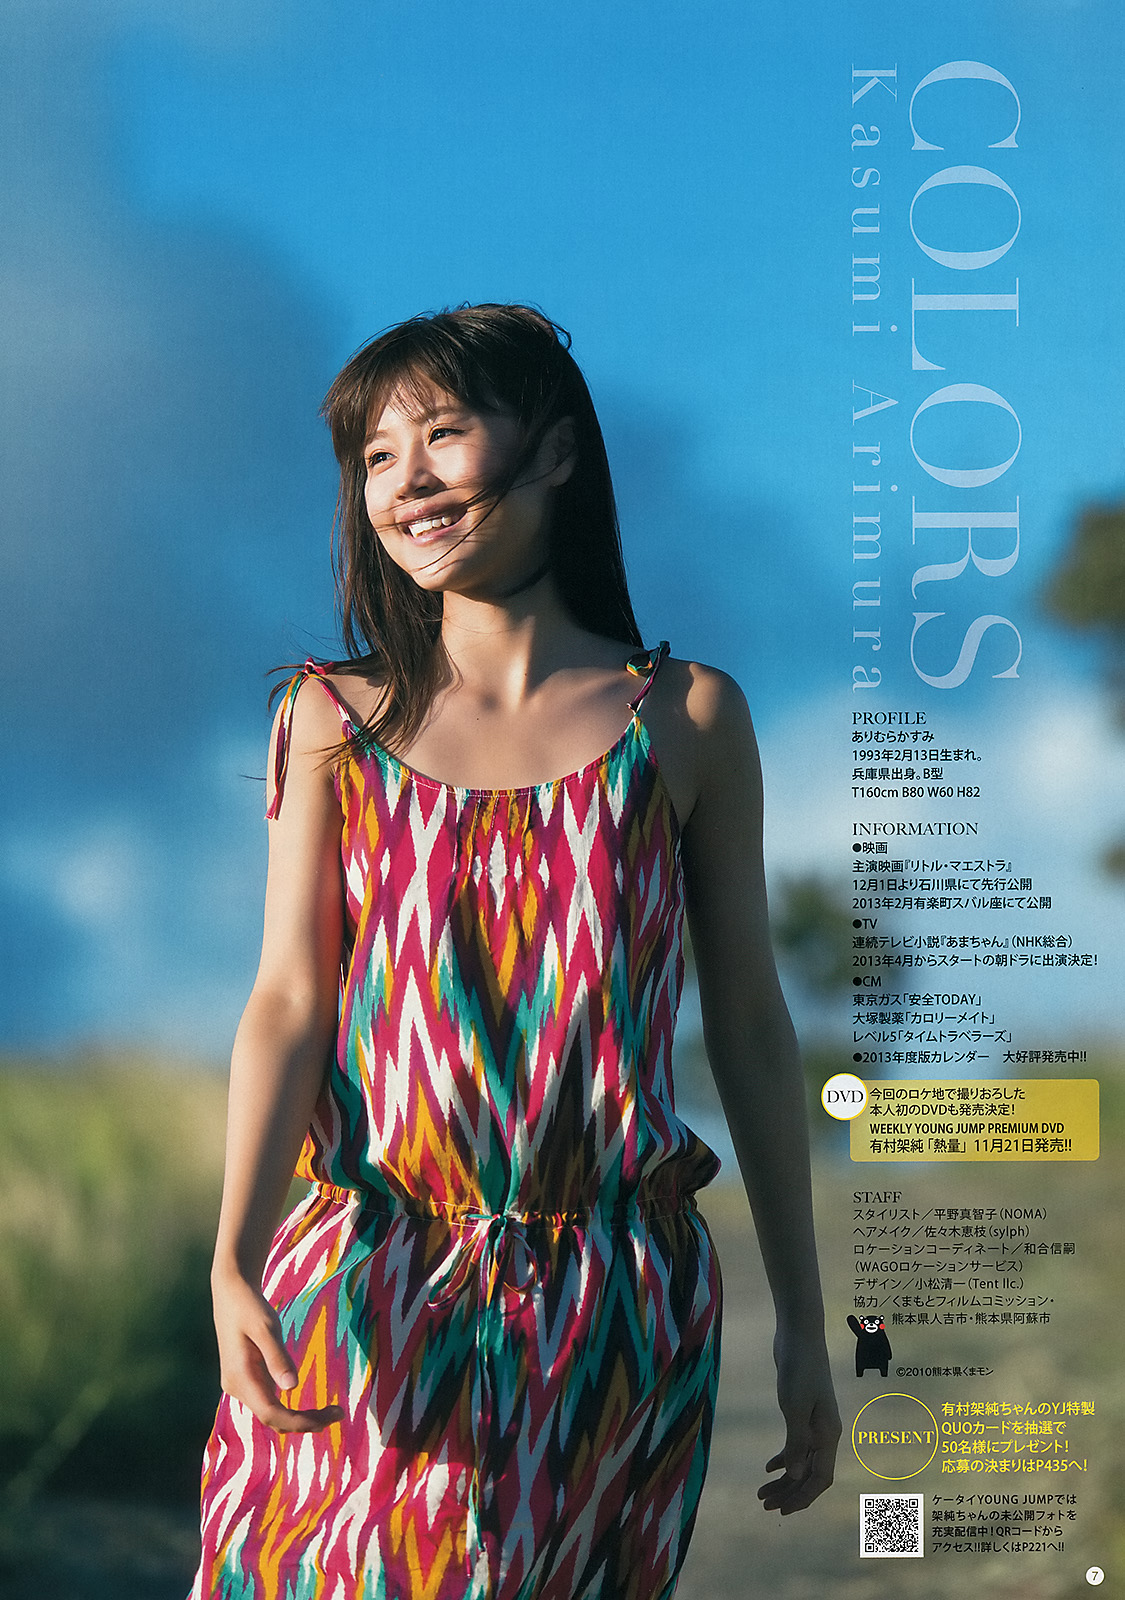 COLORS
Kasumi Arimura
PROFILE
ありむらかすみ
1993年2月13日生まれ。
兵庫県出身。B型
T160cm B80 W60 H82
INFORMATION
●映画
主演映画『リトル・マエストラ』
12月1日より石川県にて先行公開
2013年2月有楽町スバル座にて公開
●TV
連続テレビ小説『あまちゃん』（NHK総合）
2013年4月からスタートの朝ドラに出演決定！
●CM
東京ガス「安全TODAY」
大塚製薬「カロリーメイト」
レベル5「タイムトラベラーズ」
●2013年度版カレンダー　大好評発売中!!
DVD
今回のロケ地で撮りおろした
本人初のDVDも発売決定！
WEEKLY YOUNG JUMP PREMIUM DVD
有村架純「熱量」11月21日発売!!
STAFF
スタイリスト／平野真智子（NOMA）
ヘアメイク／佐々木恵枝（sylph）
ロケーションコーディネート／和合信嗣
（WAGOロケーションサービス）
デザイン／小松清一（Tent llc.）
協力／くまもとフィルムコミッション・
熊本県人吉市・熊本県阿蘇市
©2010熊本県くまモン
PRESENT
有村架純ちゃんのYJ特製
QUOカードを抽選で
50名様にプレゼント！
応募の決まりはP435へ！
ケータイYOUNG JUMPでは
架純ちゃんの未公開フォトを
充実配信中！QRコードから
アクセス!!詳しくはP221へ!!
7